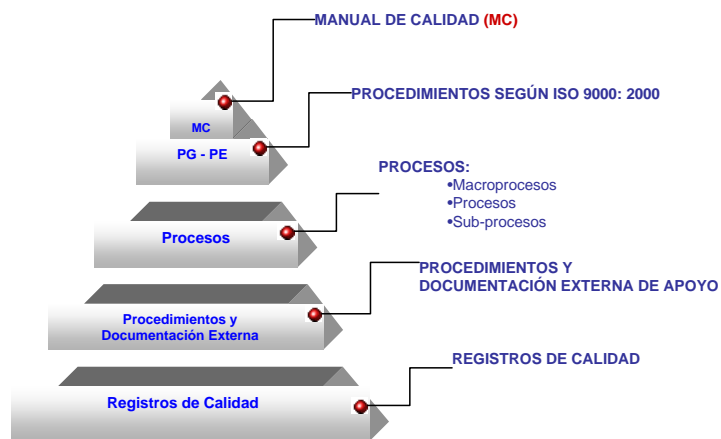 MANUAL DE CALIDAD (MC)
PROCEDIMIENTOS SEGÚN ISO 9000: 2000
MC
PG - PE
PROCESOS:
•Macroprocesos
•Procesos
•Sub-procesos
Procesos
PROCEDIMIENTOS Y
DOCUMENTACIÓN EXTERNA DE APOYO
Procedimientos y
Documentación Externa
REGISTROS DE CALIDAD
Registros de Calidad